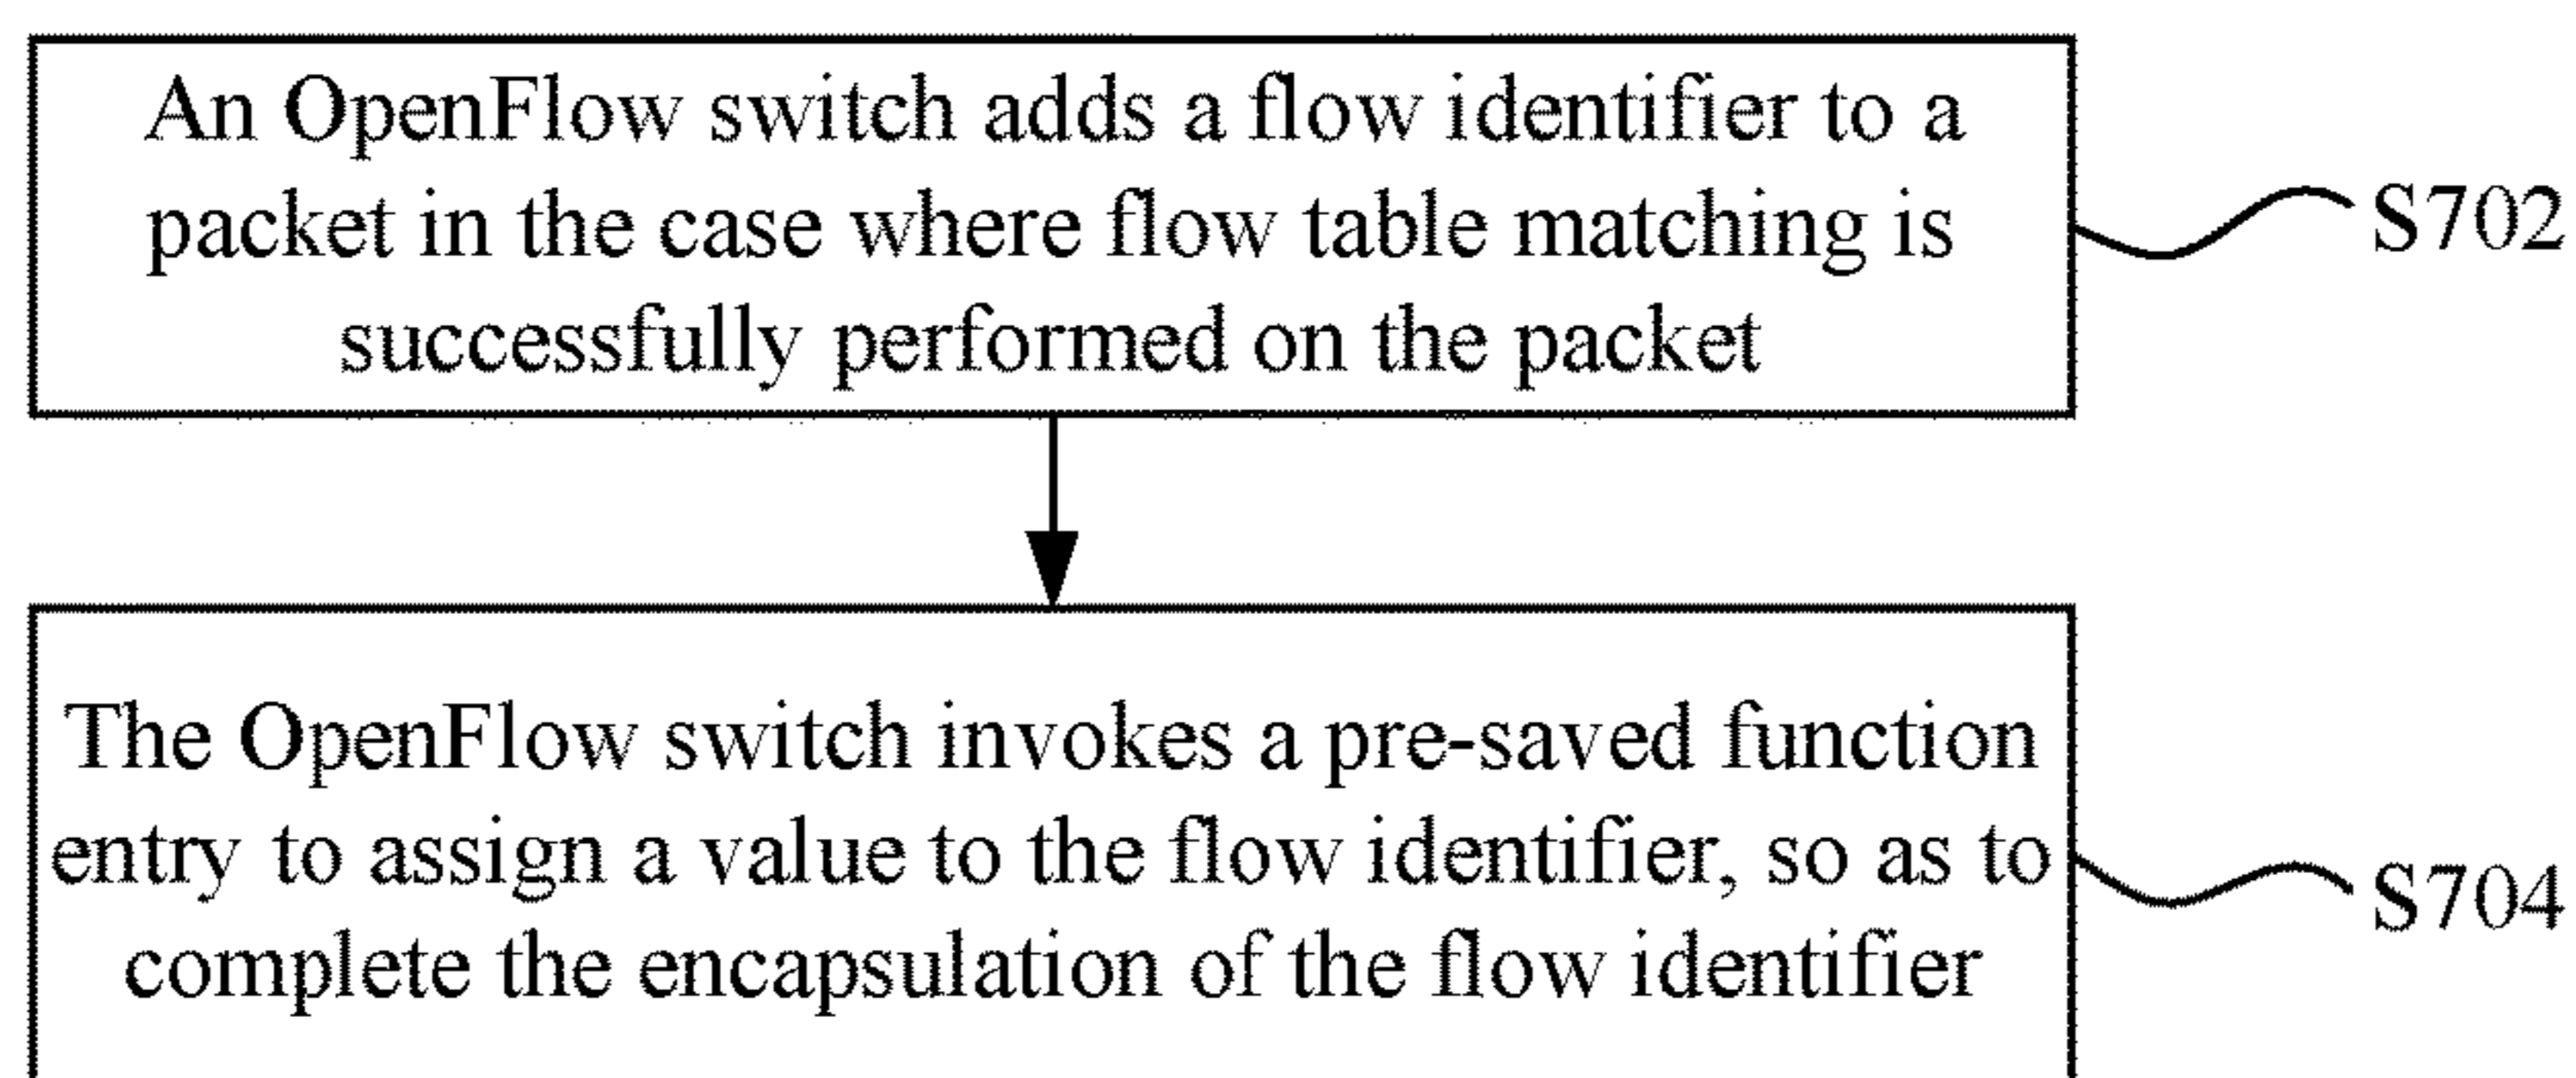 An OpenFlow switch adds a flow identifier to a
packet in the case where flow table matching is
successfully performed on the packet
S702
The OpenFlow switch invokes a pre-saved function
entry to assign a value to the flow identifier, so as to
complete the encapsulation of the flow identifier
S704